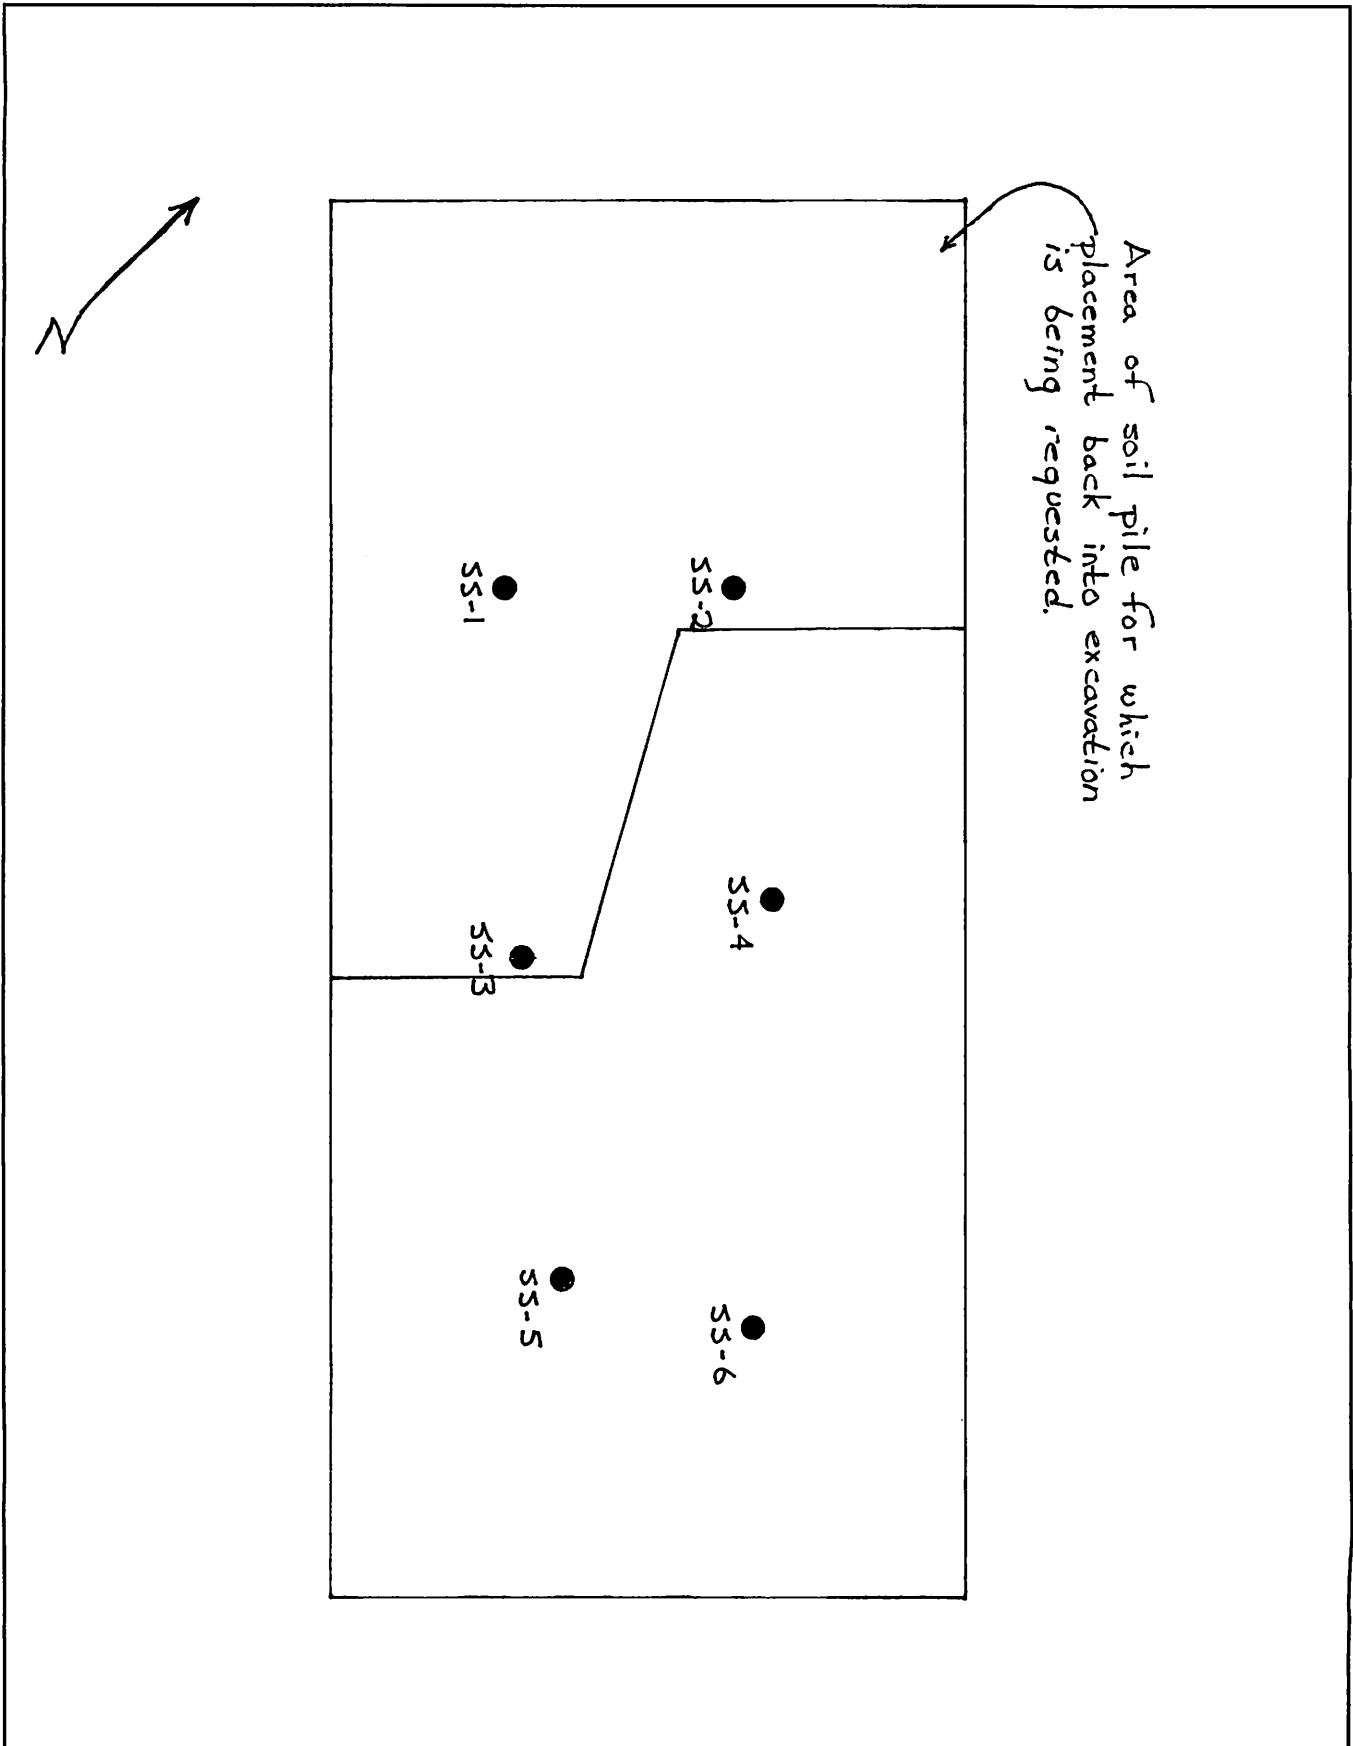 Area of soil pile for which
placement back into excavation
is being requested.
N
SS-2
SS-1
SS-4
SS-3
SS-6
SS-5